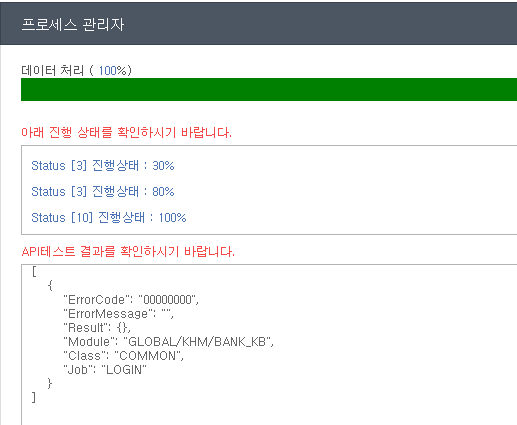 프로세스 관리자
데이터 처리 ( 100%)
아래 진행 상태를 확인하시기 바랍니다.
Status [3] 진행상태 : 30%
Status [3] 진행상태 : 80%
Status [10] 진행상태 : 100%
API테스트 결과를 확인하시기 바랍니다.
[
{
"ErrorCode": "00000000",
"ErrorMessage": "",
"Result": {},
"Module": "GLOBAL/KHM/BANK_KB",
"Class": "COMMON",
"Job": "LOGIN"
}
]